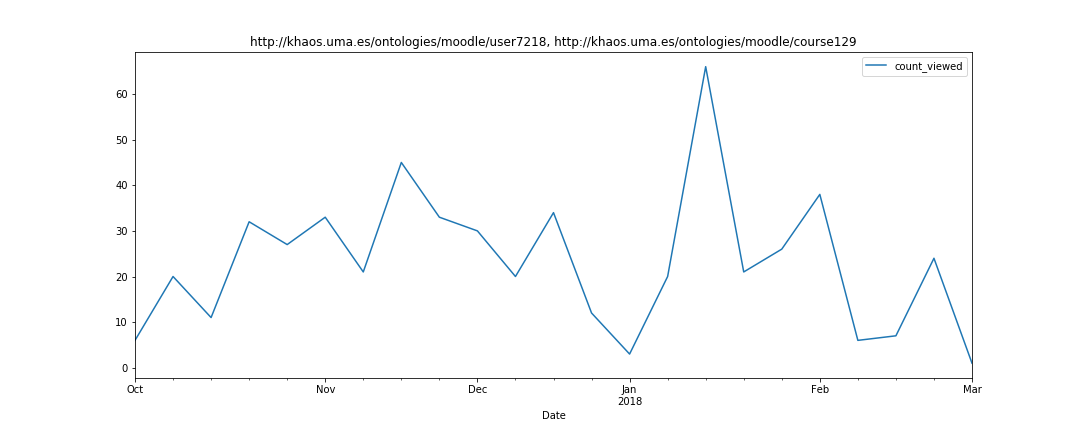 http://khaos.uma.es/ontologies/moodle/user7218, http://khaos.uma.es/ontologies/moodle/course129
count_viewed
60
50
40
30
20
10
0
Oct
Nov
Dec
Jan
2018
Feb
Mar
Date